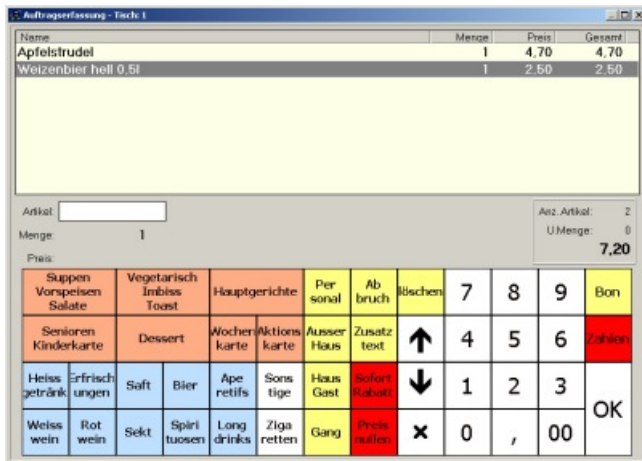 Auftragserfassung - Tisch: 1
Name Menge Preis Gesamt
Apfelstrudel 1 4,70 4,70
Weizenbier hell 0,5l 1 2,50 2,50
Artikel: Anz. Artikel: 2
Menge: 1 U.Menge: 0
7,20
Preis:
Suppen
Vorspeisen
Salate
Vegetarisch
Imbiss
Toast
Hauptgerichte
Per
sonal
Ab
bruch
löschen
7
8
9
Bon
Senioren
Kinderkarte
Dessert
Wochen
karte
Aktions
karte
Ausser
Haus
Zusatz
text
4
5
6
Zahlen
Heiss
getränk
Erfrisch
ungen
Saft
Bier
Ape
retifs
Sons
tige
Haus
Gast
Sofort
Rabatt
1
2
3
OK
Weiss
wein
Rot
wein
Sekt
Spiri
tuosen
Long
drinks
Ziga
retten
Gang
Preis
nullen
0
,
00